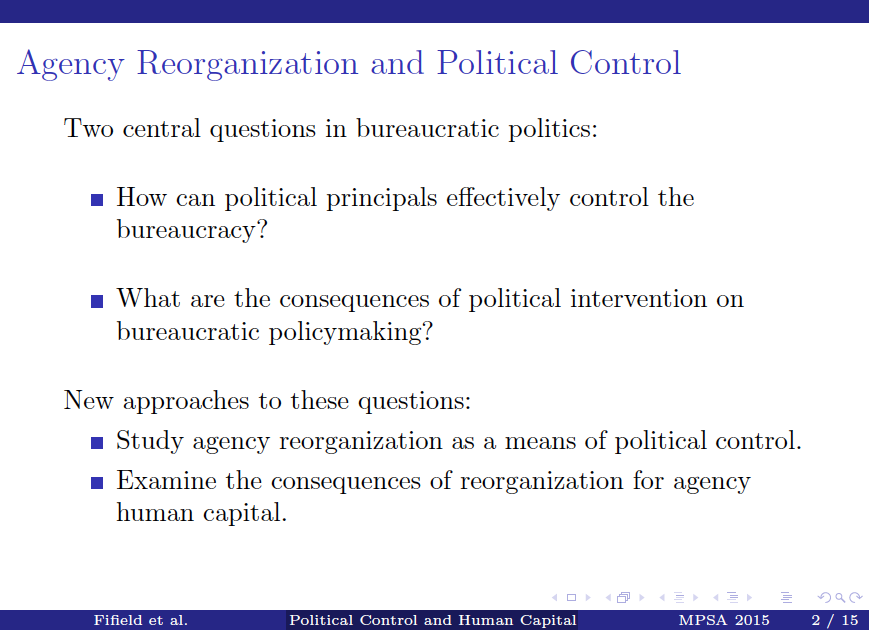 Agency Reorganization and Political Control
Two central questions in bureaucratic politics:
How can political principals effectively control the
bureaucracy?
What are the consequences of political intervention on
bureaucratic policymaking?
New approaches to these questions:
Study agency reorganization as a means of political control.
Examine the consequences of reorganization for agency
human capital.
Fifield et al. Political Control and Human Capital MPSA 2015 2 / 15